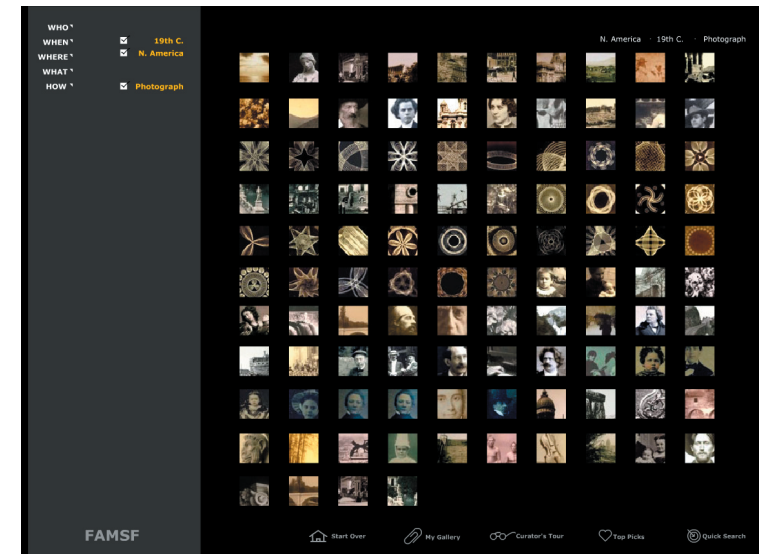 WHO
WHEN 19th C.
WHERE N. America
WHAT
HOW Photograph
N. America · 19th C. · Photograph
FAMSF
Start Over My Gallery Curator's Tour Top Picks Quick Search